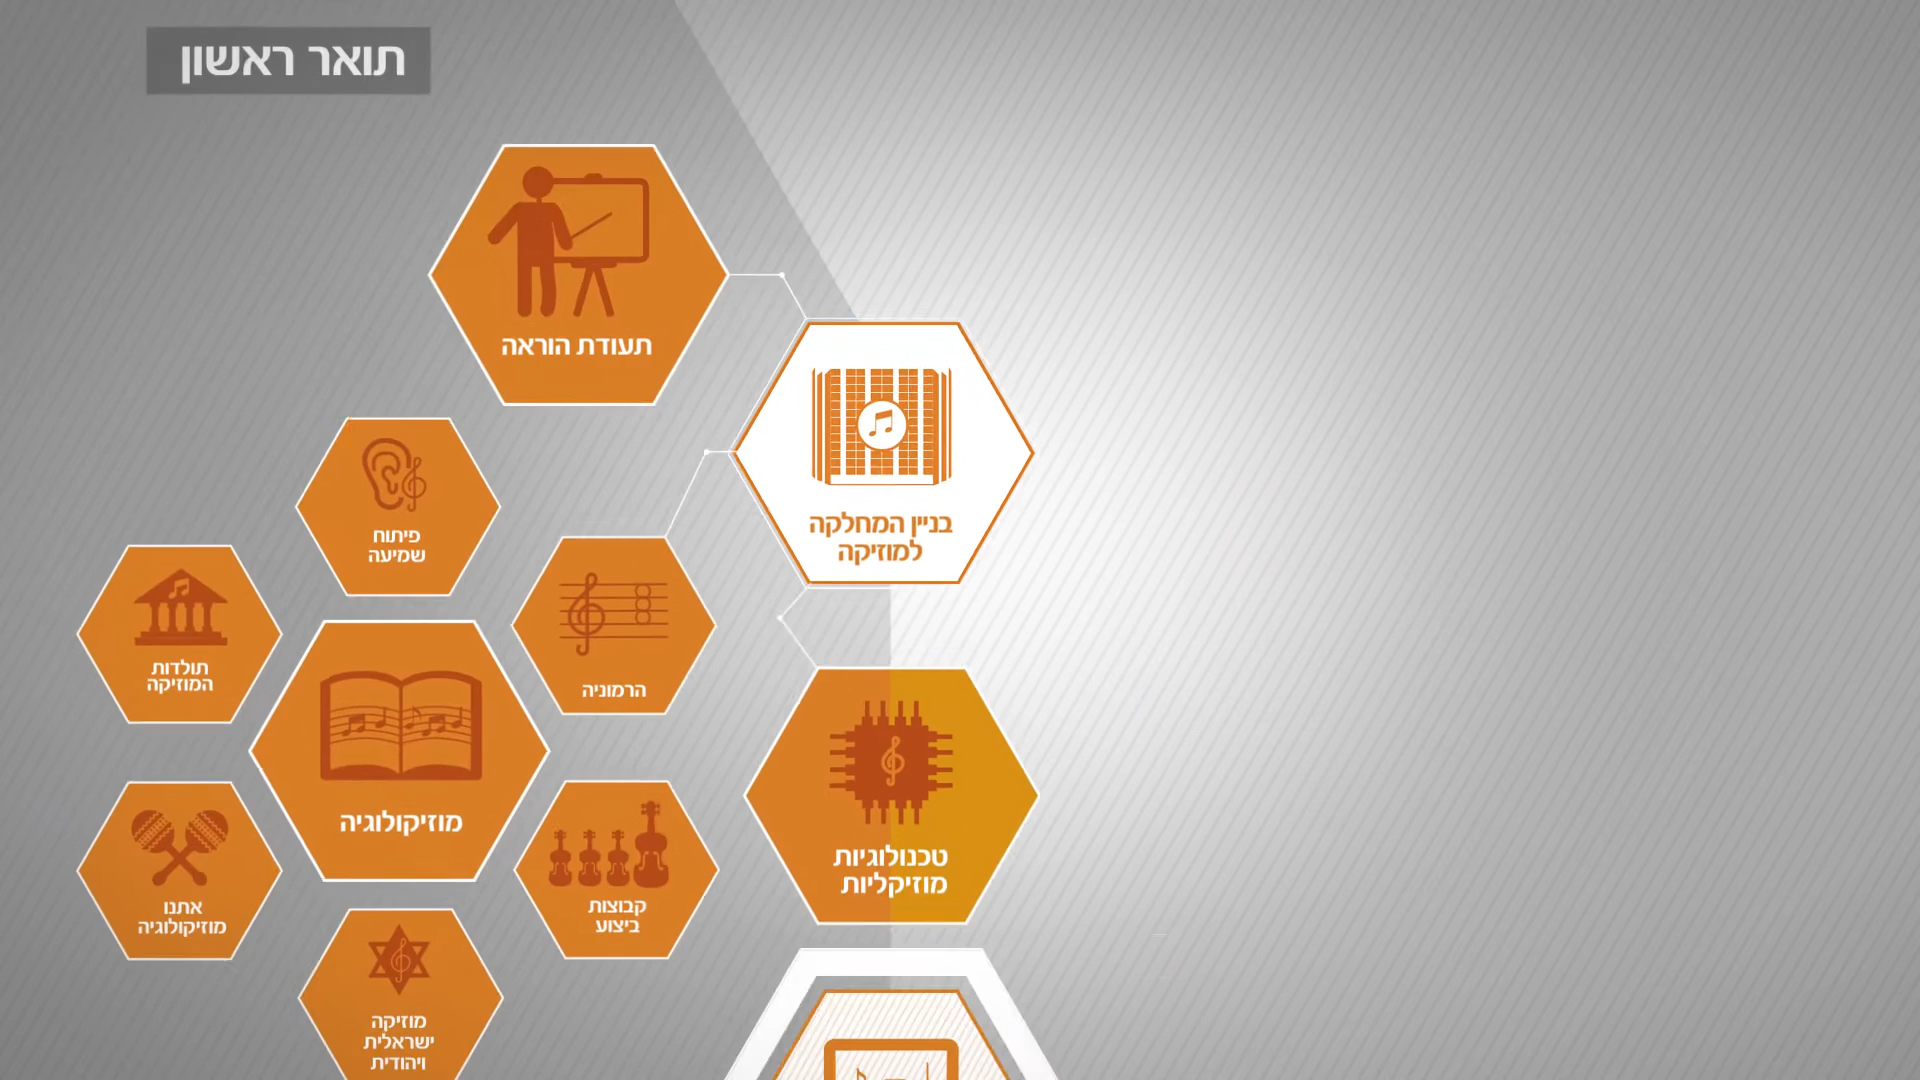 תואר ראשון
תעודת הוראה
בניין המחלקה
למוזיקה
פיתוח
שמיעה
הרמוניה
תולדות
המוזיקה
מוזיקולוגיה
טכנולוגיות
מוזיקליות
קבוצות
ביצוע
אתנו
מוזיקולוגיה
מוזיקה
ישראלית
ויהודית